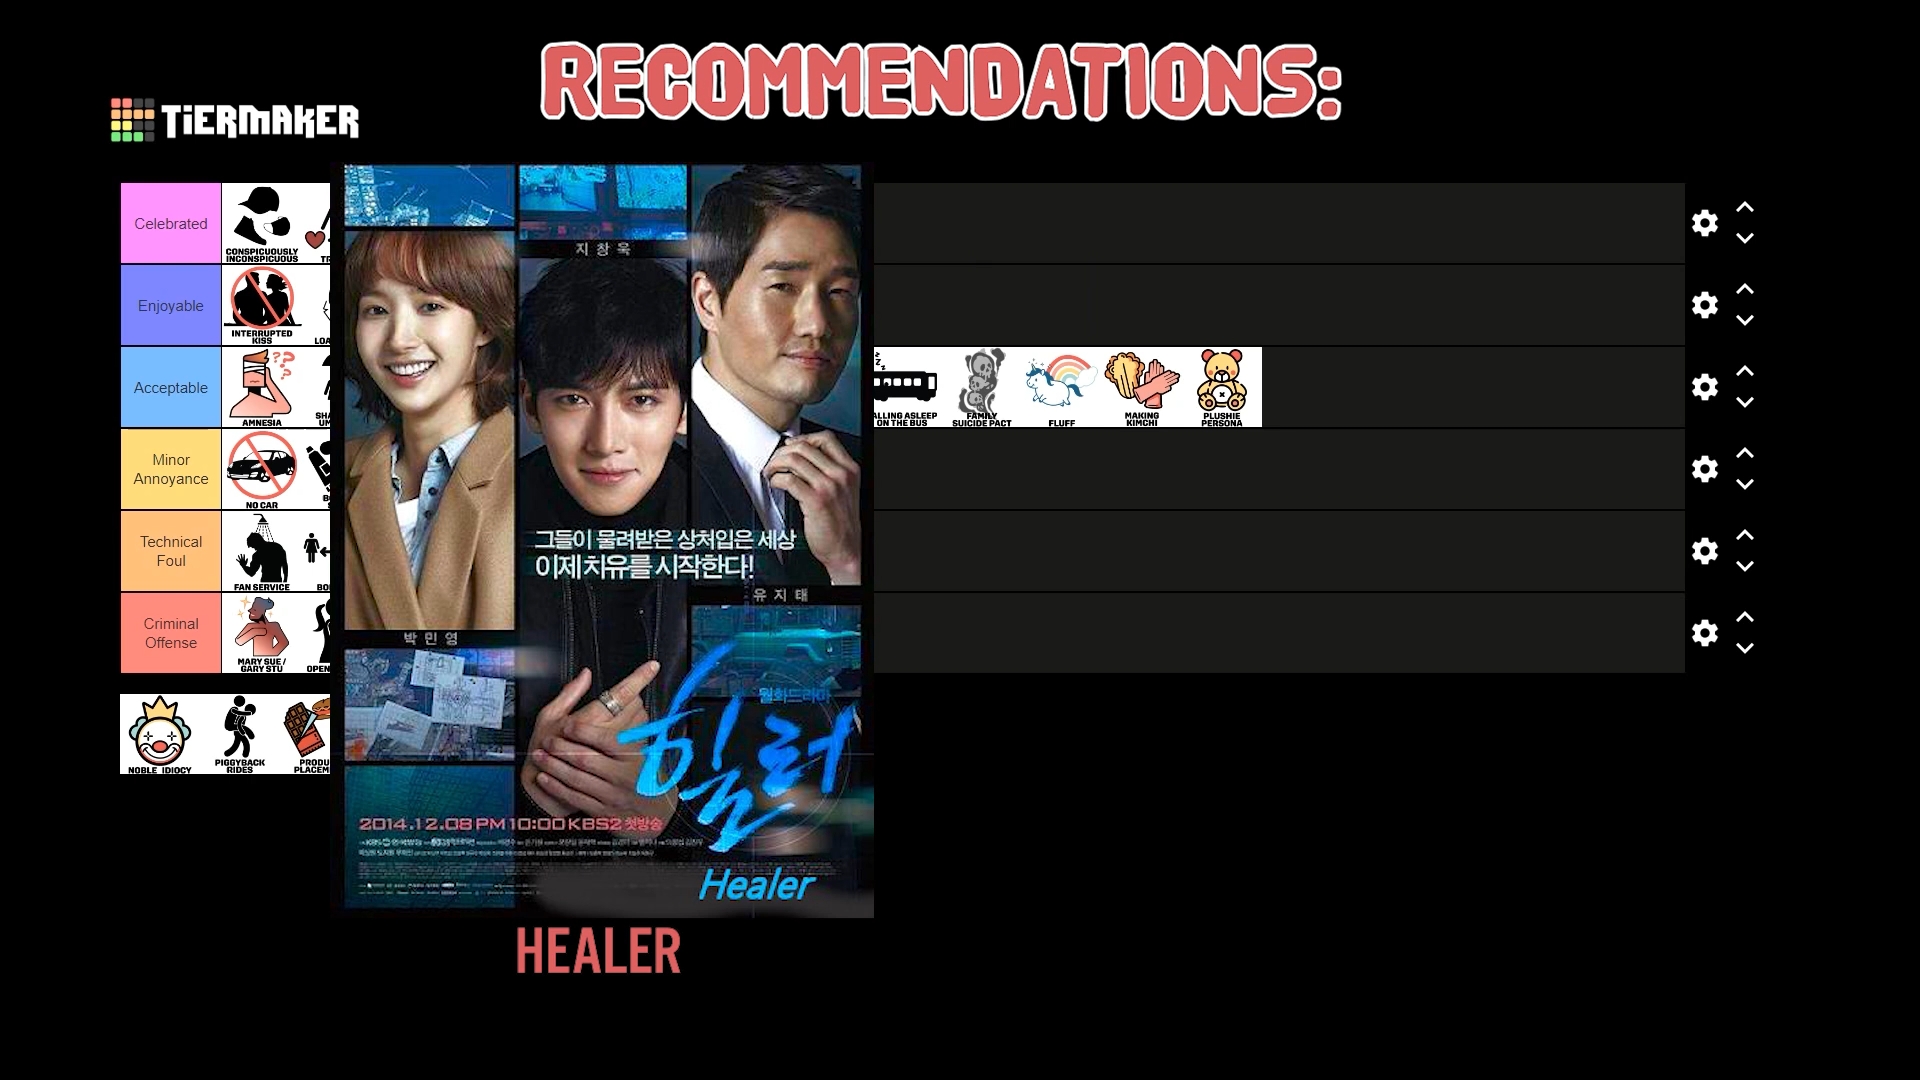 RECOMMENDATIONS:
TiERMAKER
Celebrated
CONSPICUOUSLY
INCONSPICUOUS
Enjoyable
INTERRUPTED
KISS
Acceptable
AMNESIA
ON THE BUS
FAMILY
SUICIDE PACT
FLUFF
MAKING
KIMCHI
PLUSHIE
PERSONA
Minor
Annoyance
NO CAR
Technical
Foul
FAN SERVICE
Criminal
Offense
MARY SUE /
GARY STU
NOBLE IDIOCY
PIGGYBACK
RIDES
지창욱
그들이 물려받은 상처입은 세상
이제 치유를 시작한다!
유지태
박민영
월화드라마
힐러
2014.12.08 PM 10:00 KBS2 첫방송
Healer
HEALER